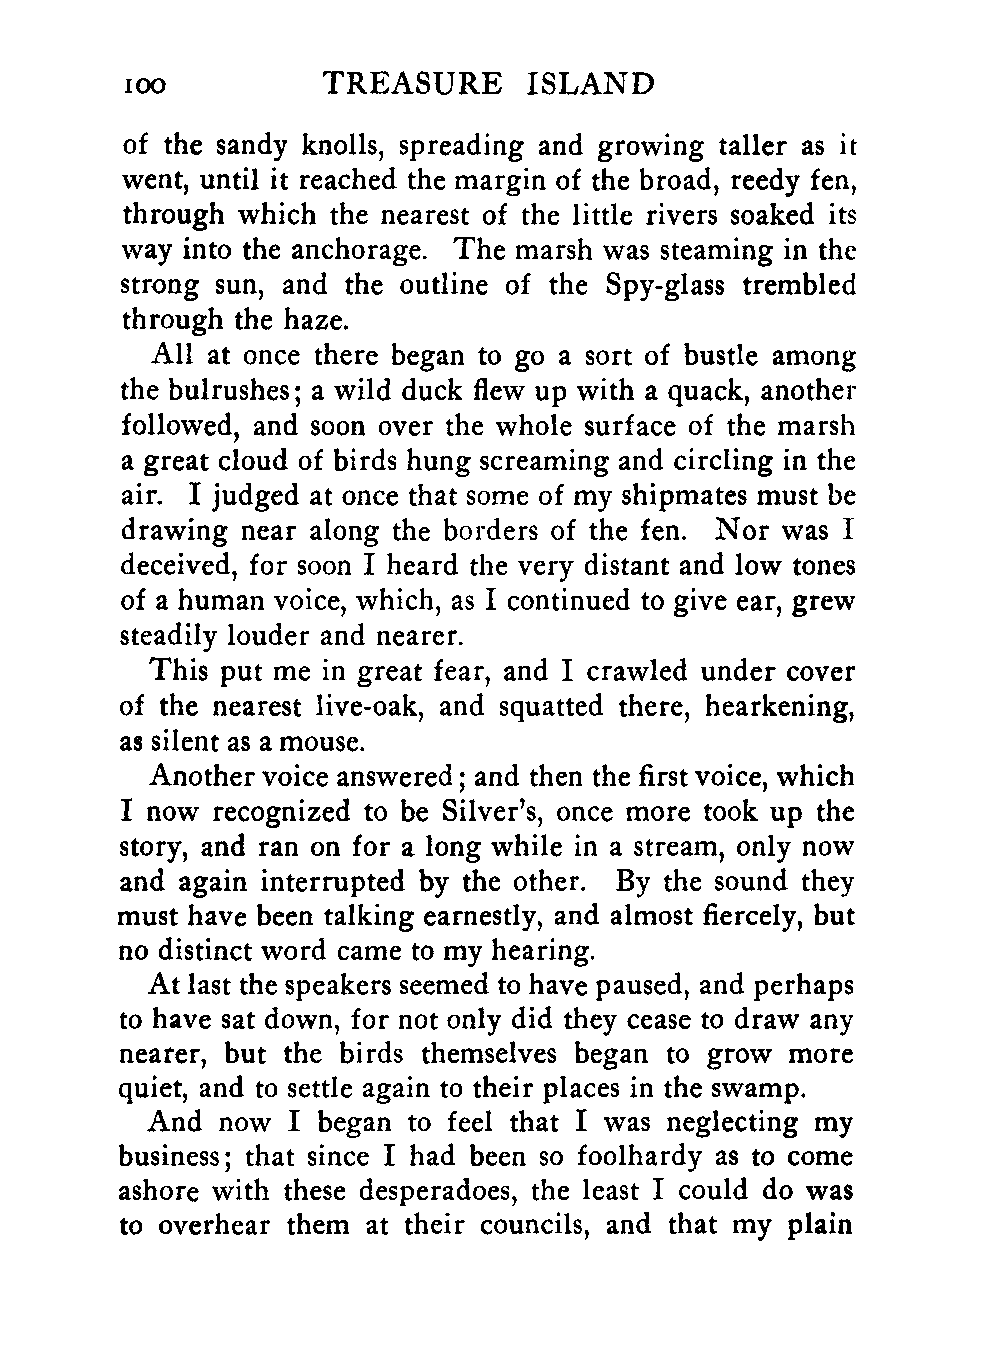 100 TREASURE ISLAND
of the sandy knolls, spreading and growing taller as it
went, until it reached the margin of the broad, reedy fen,
through which the nearest of the little rivers soaked its
way into the anchorage. The marsh was steaming in the
strong sun, and the outline of the Spy-glass trembled
through the haze.
All at once there began to go a sort of bustle among
the bulrushes; a wild duck flew up with a quack, another
followed, and soon over the whole surface of the marsh
a great cloud of birds hung screaming and circling in the
air. I judged at once that some of my shipmates must be
drawing near along the borders of the fen. Nor was I
deceived, for soon I heard the very distant and low tones
of a human voice, which, as I continued to give ear, grew
steadily louder and nearer.
This put me in great fear, and I crawled under cover
of the nearest live-oak, and squatted there, hearkening,
as silent as a mouse.
Another voice answered; and then the first voice, which
I now recognized to be Silver's, once more took up the
story, and ran on for a long while in a stream, only now
and again interrupted by the other. By the sound they
must have been talking earnestly, and almost fiercely, but
no distinct word came to my hearing.
At last the speakers seemed to have paused, and perhaps
to have sat down, for not only did they cease to draw any
nearer, but the birds themselves began to grow more
quiet, and to settle again to their places in the swamp.
And now I began to feel that I was neglecting my
business; that since I had been so foolhardy as to come
ashore with these desperadoes, the least I could do was
to overhear them at their councils, and that my plain